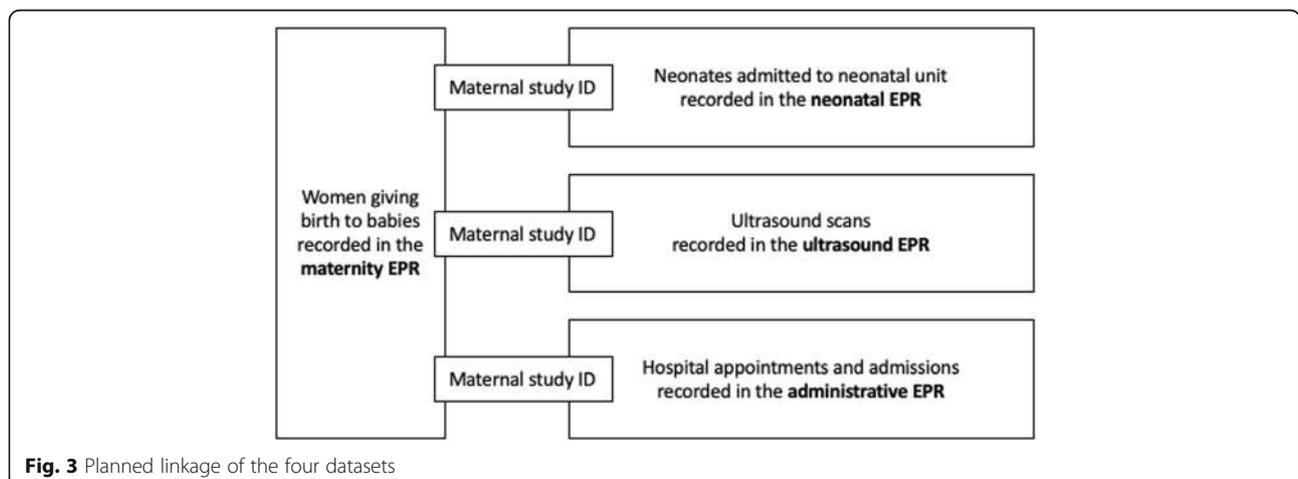 Women giving
birth to babies
recorded in the
maternity EPR
Maternal study ID
Neonates admitted to neonatal unit
recorded in the neonatal EPR
Maternal study ID
Ultrasound scans
recorded in the ultrasound EPR
Maternal study ID
Hospital appointments and admissions
recorded in the administrative EPR
Fig. 3 Planned linkage of the four datasets